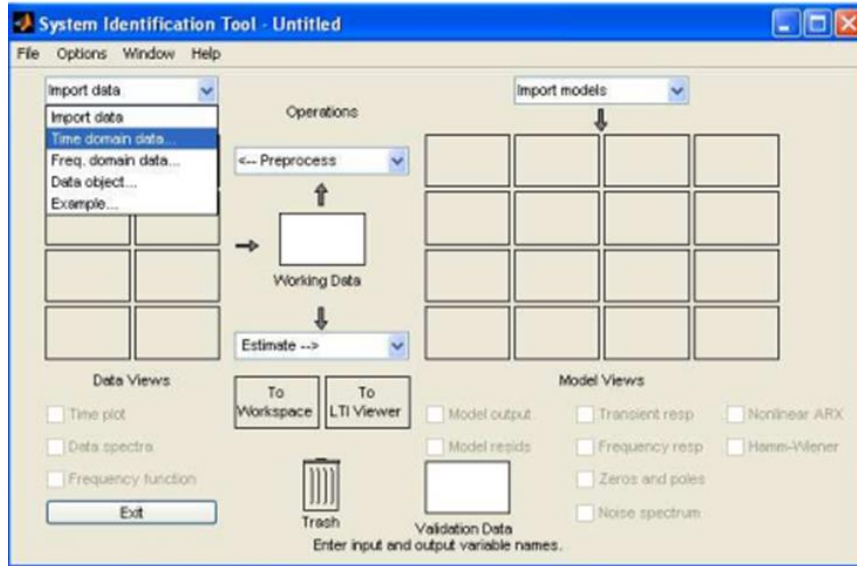 System Identification Tool - Untitled
File Options Window Help
Import data
Import data
Time domain data...
Freq. domain data...
Data object...
Example...
Operations
<-- Preprocess
Working Data
Estimate -->
Import models
Data Views
Time plot
Data spectra
Frequency function
Exit
To Workspace
To LTI Viewer
Trash
Model Views
Model output
Transient resp
Nonlinear ARX
Model resids
Frequency resp
Hamm-Wiener
Zeros and poles
Noise spectrum
Validation Data
Enter input and output variable names.